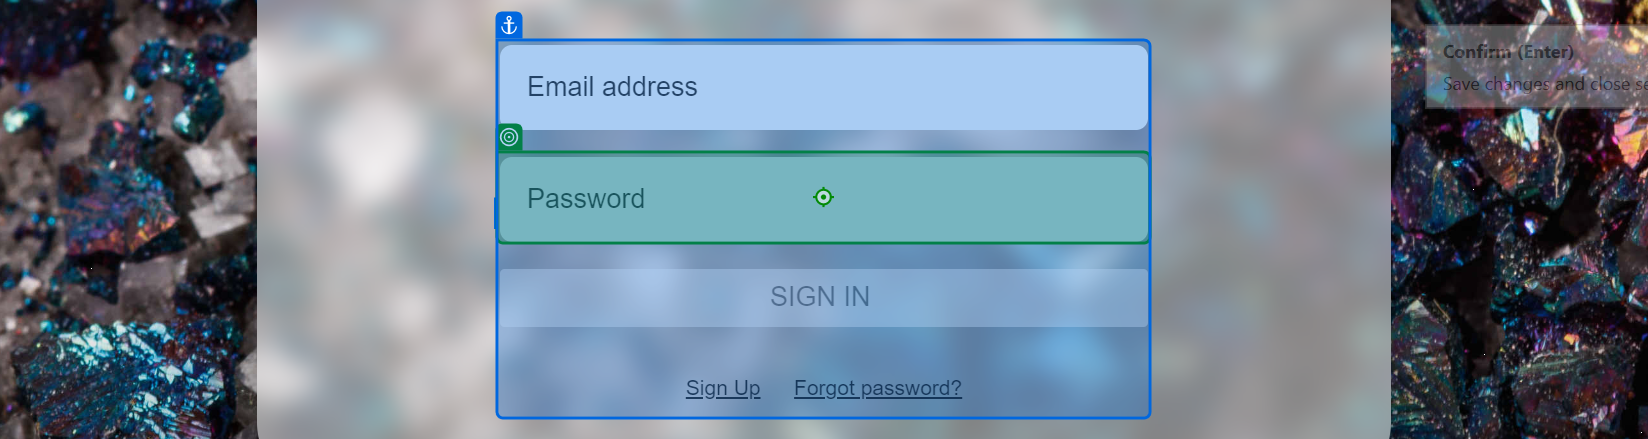 Email address
Confirm (Enter)
Save changes and close se
Password
SIGN IN
Sign Up Forgot password?